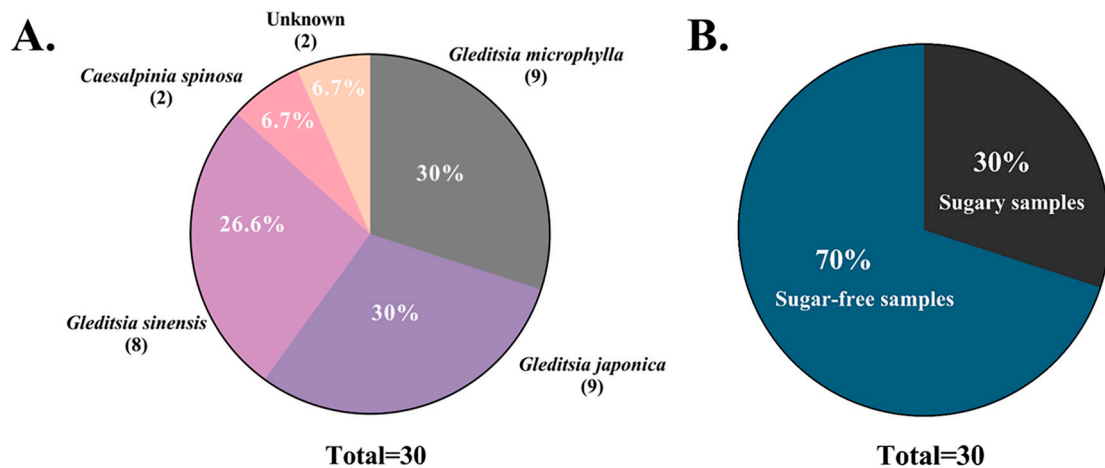 A.
Unknown
(2)
6.7%
Caesalpinia spinosa
(2)
6.7%
Gleditsia microphylla
(9)
30%
26.6%
Gleditsia sinensis
(8)
30%
Gleditsia japonica
(9)
Total=30
B.
30%
Sugary samples
70%
Sugar-free samples
Total=30